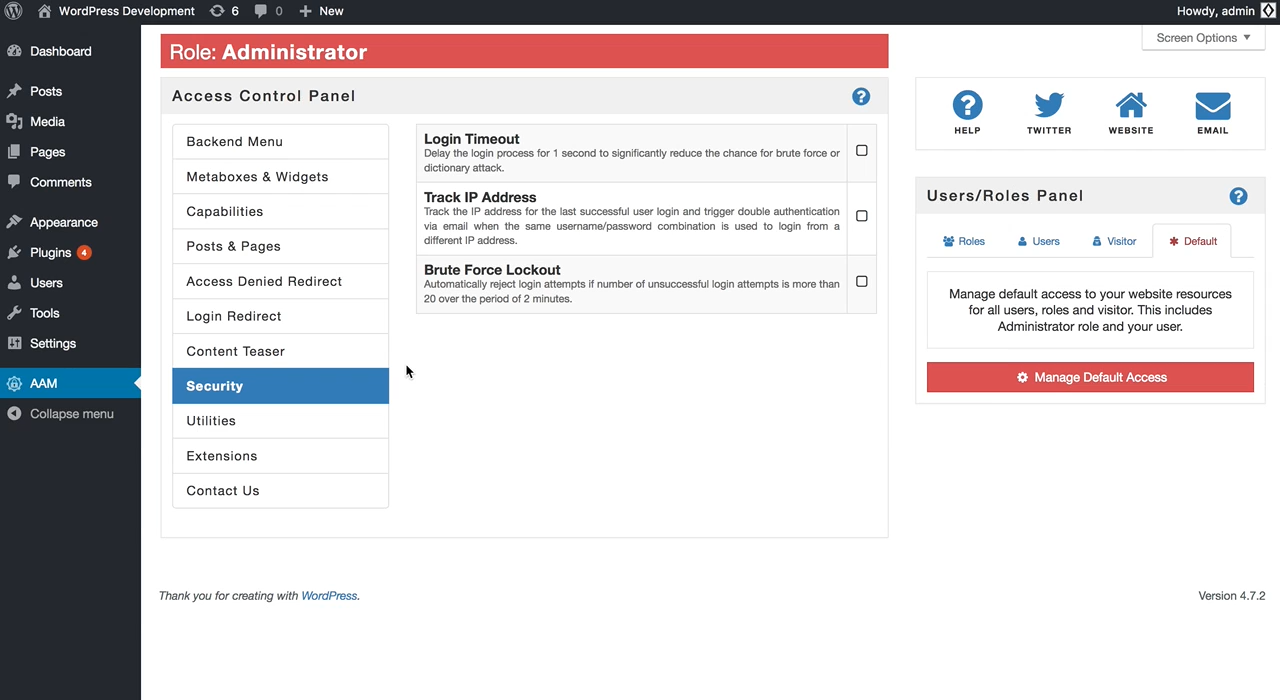 WordPress Development
6
0
New
Howdy, admin
Screen Options
Dashboard
Posts
Media
Pages
Comments
Appearance
Plugins 4
Users
Tools
Settings
AAM
Collapse menu
Role: Administrator
Access Control Panel
?
Backend Menu
Metaboxes & Widgets
Capabilities
Posts & Pages
Access Denied Redirect
Login Redirect
Content Teaser
Security
Utilities
Extensions
Contact Us
Login Timeout
Delay the login process for 1 second to significantly reduce the chance for brute force or
dictionary attack.
Track IP Address
Track the IP address for the last successful user login and trigger double authentication
via email when the same username/password combination is used to login from a
different IP address.
Brute Force Lockout
Automatically reject login attempts if number of unsuccessful login attempts is more than
20 over the period of 2 minutes.
?
HELP
TWITTER
WEBSITE
EMAIL
Users/Roles Panel
?
Roles
Users
Visitor
Default
Manage default access to your website resources
for all users, roles and visitor. This includes
Administrator role and your user.
Manage Default Access
Thank you for creating with WordPress.
Version 4.7.2